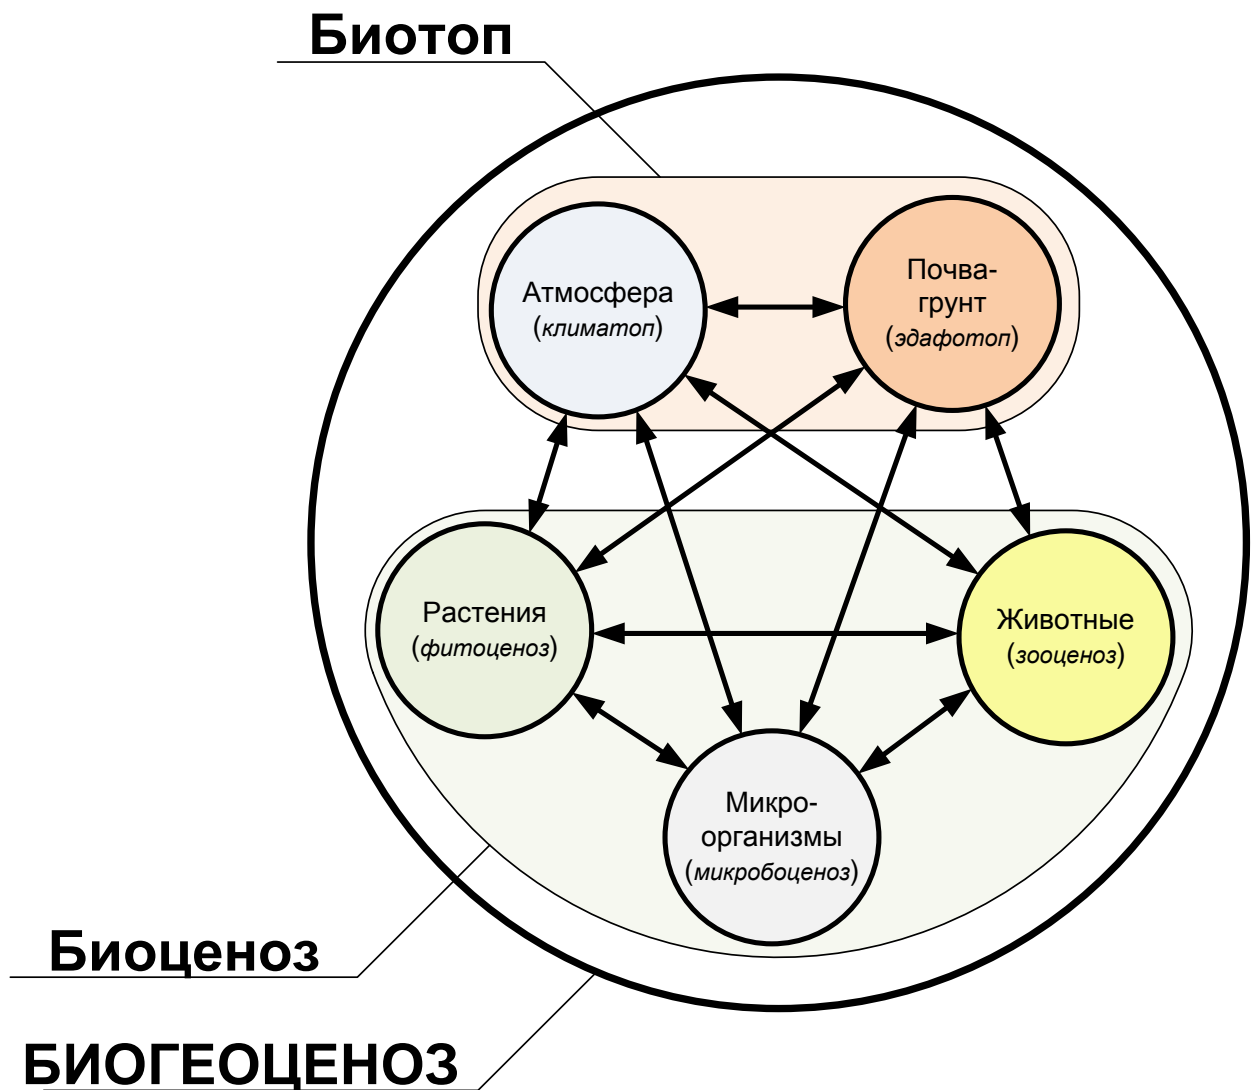 Биотоп
Атмосфера
(климатоп)
Почва-
грунт
(эдафотоп)
Растения
(фитоценоз)
Животные
(зооценоз)
Микро-
организмы
(микробоценоз)
Биоценоз
БИОГЕОЦЕНОЗ